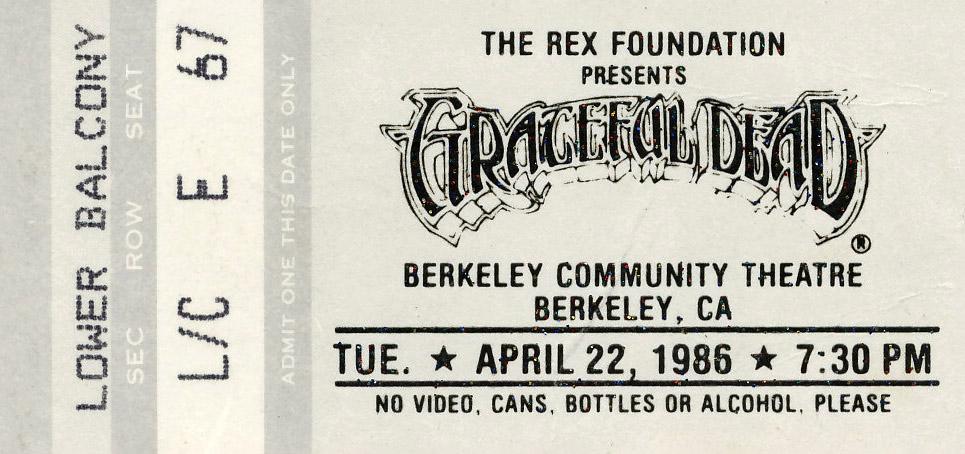 LOWER BALCONY
SEC ROW SEAT
L/C E 67
ADMIT ONE THIS DATE ONLY
THE REX FOUNDATION
PRESENTS
GRATEFUL DEAD
®
BERKELEY COMMUNITY THEATRE
BERKELEY, CA
TUE. ★ APRIL 22, 1986 ★ 7:30 PM
NO VIDEO, CANS, BOTTLES OR ALCOHOL, PLEASE